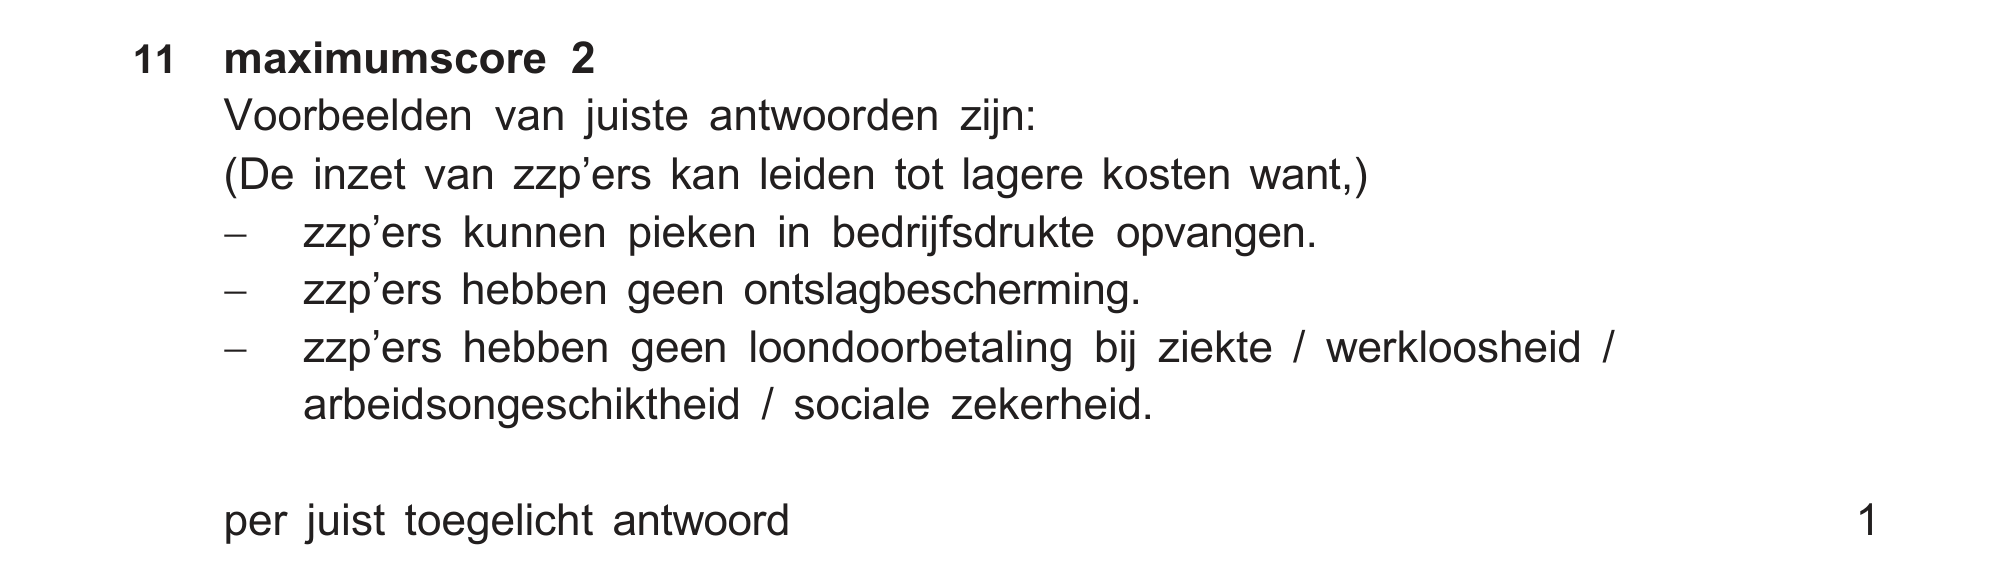 11 maximumscore 2
Voorbeelden van juiste antwoorden zijn:
(De inzet van zzp’ers kan leiden tot lagere kosten want,)
− zzp’ers kunnen pieken in bedrijfsdrukte opvangen.
− zzp’ers hebben geen ontslagbescherming.
− zzp’ers hebben geen loondoorbetaling bij ziekte / werkloosheid /
arbeidsongeschiktheid / sociale zekerheid.
per juist toegelicht antwoord 1